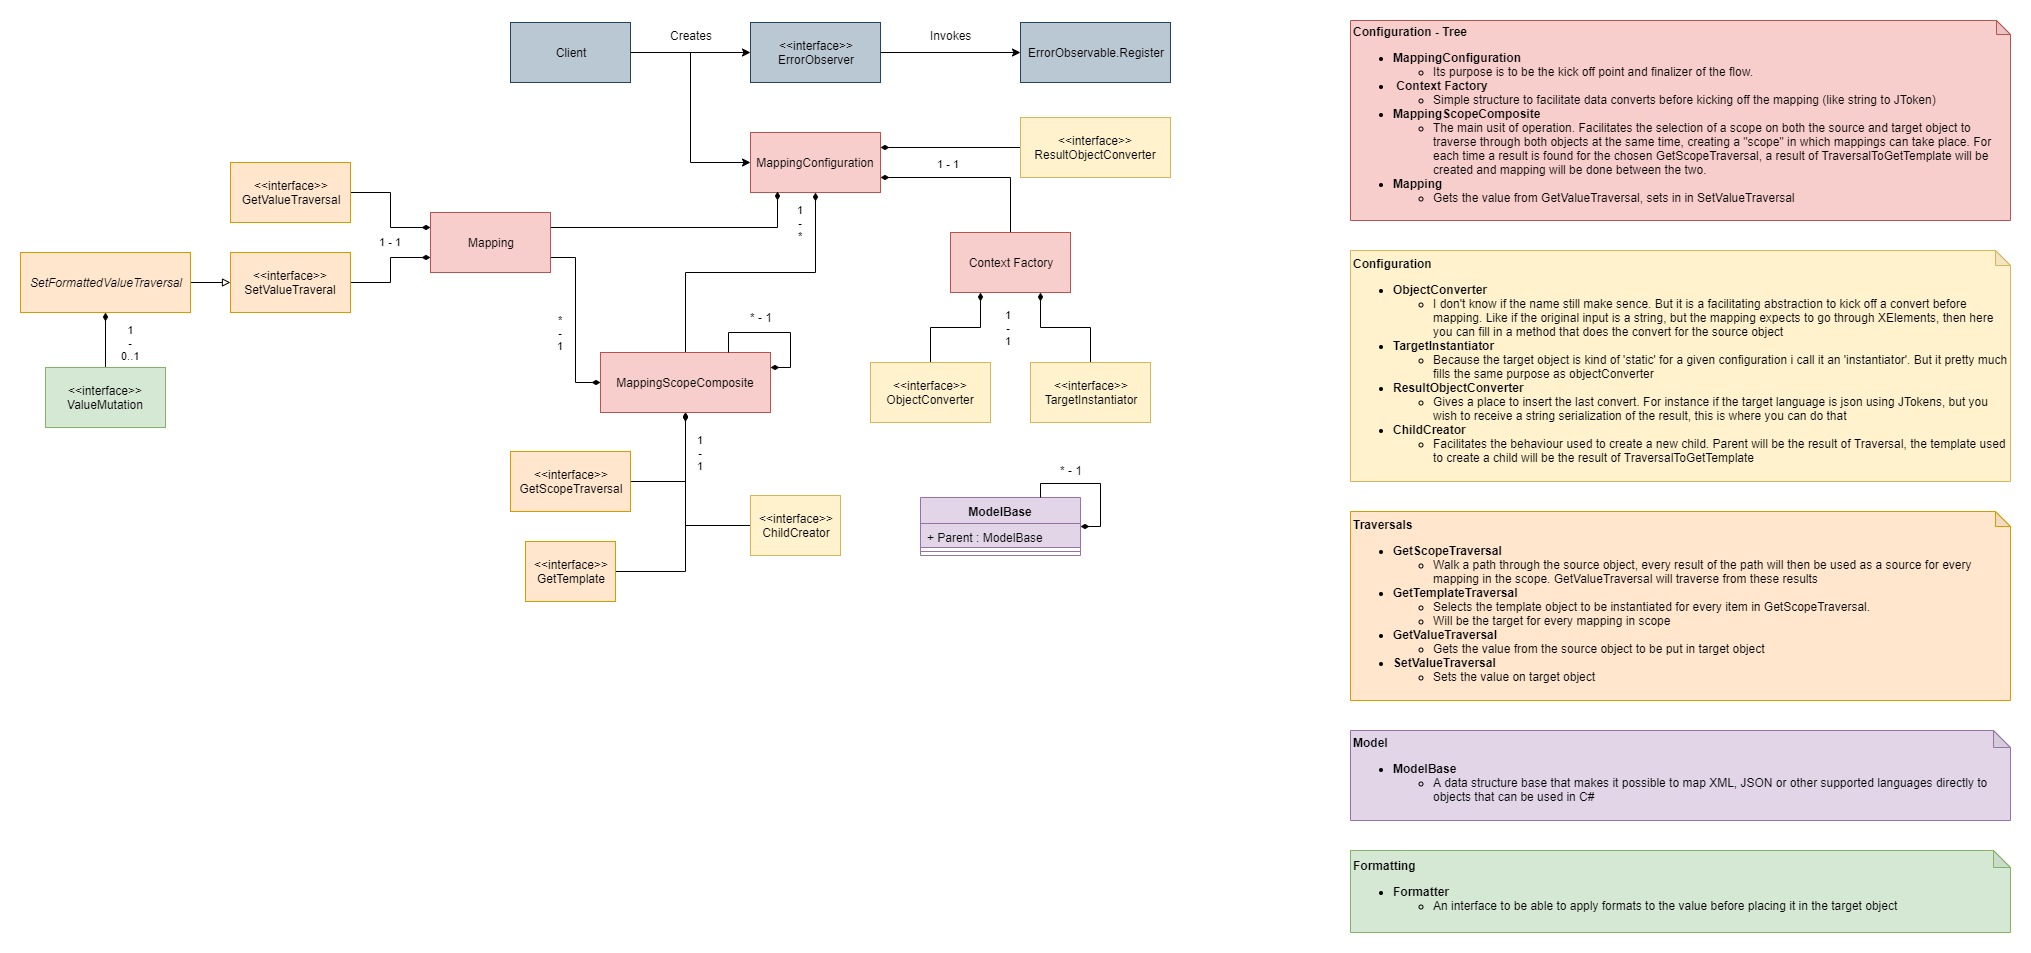 Client
Creates
<<interface>>
ErrorObserver
Invokes
ErrorObservable.Register
MappingConfiguration
<<interface>>
ResultObjectConverter
1 - 1
<<interface>>
GetValueTraversal
Mapping
1
-
*
1 - 1
SetFormattedValueTraversal
<<interface>>
SetValueTraveral
Context Factory
1
-
0..1
*
-
1
* - 1
1
-
1
<<interface>>
ValueMutation
MappingScopeComposite
<<interface>>
ObjectConverter
<<interface>>
TargetInstantiator
1
-
1
<<interface>>
GetScopeTraversal
<<interface>>
ChildCreator
<<interface>>
GetTemplate
* - 1
ModelBase
+ Parent : ModelBase
Configuration - Tree
• MappingConfiguration
○ Its purpose is to be the kick off point and finalizer of the flow.
• Context Factory
○ Simple structure to facilitate data converts before kicking off the mapping (like string to JToken)
• MappingScopeComposite
○ The main usit of operation. Facilitates the selection of a scope on both the source and target object to
traverse through both objects at the same time, creating a "scope" in which mappings can take place. For
each time a result is found for the chosen GetScopeTraversal, a result of TraversalToGetTemplate will be
created and mapping will be done between the two.
• Mapping
○ Gets the value from GetValueTraversal, sets in in SetValueTraversal
Configuration
• ObjectConverter
○ I don't know if the name still make sence. But it is a facilitating abstraction to kick off a convert before
mapping. Like if the original input is a string, but the mapping expects to go through XElements, then here
you can fill in a method that does the convert for the source object
• TargetInstantiator
○ Because the target object is kind of 'static' for a given configuration i call it an 'instantiator'. But it pretty much
fills the same purpose as objectConverter
• ResultObjectConverter
○ Gives a place to insert the last convert. For instance if the target language is json using JTokens, but you
wish to receive a string serialization of the result, this is where you can do that
• ChildCreator
○ Facilitates the behaviour used to create a new child. Parent will be the result of Traversal, the template used
to create a child will be the result of TraversalToGetTemplate
Traversals
• GetScopeTraversal
○ Walk a path through the source object, every result of the path will then be used as a source for every
mapping in the scope. GetValueTraversal will traverse from these results
• GetTemplateTraversal
○ Selects the template object to be instantiated for every item in GetScopeTraversal.
○ Will be the target for every mapping in scope
• GetValueTraversal
○ Gets the value from the source object to be put in target object
• SetValueTraversal
○ Sets the value on target object
Model
• ModelBase
○ A data structure base that makes it possible to map XML, JSON or other supported languages directly to
objects that can be used in C#
Formatting
• Formatter
○ An interface to be able to apply formats to the value before placing it in the target object